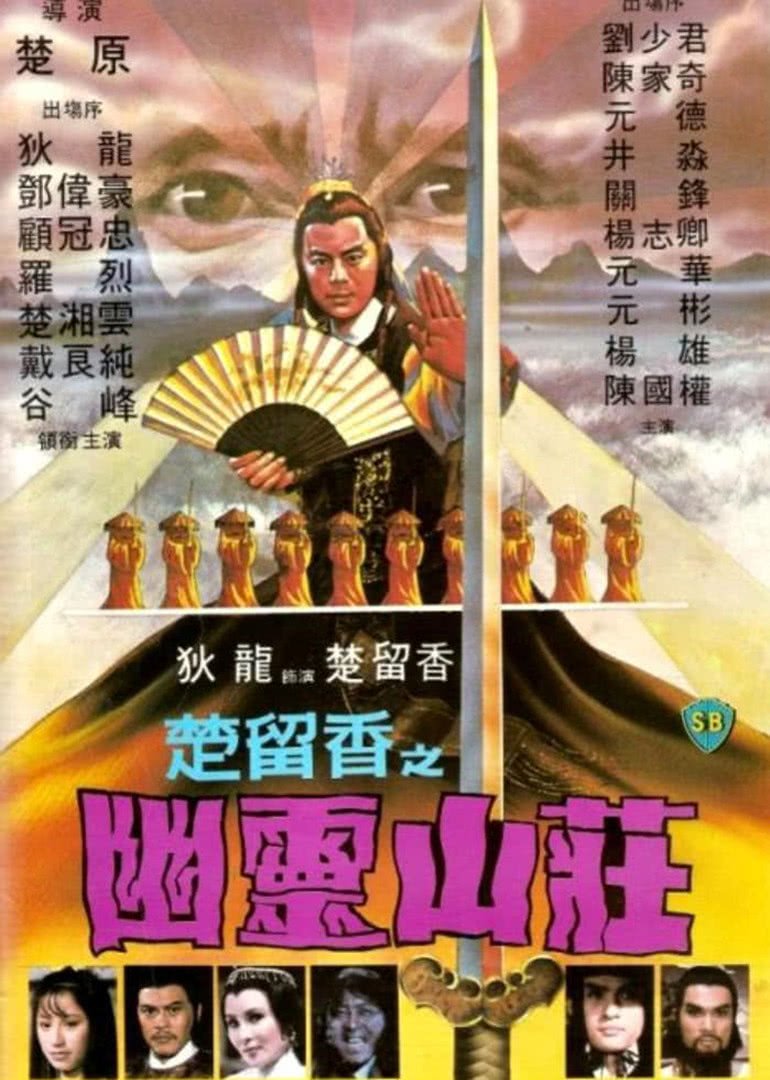 導演
楚原
出塲序
狄龍
鄧偉豪
顧冠忠
羅烈
楚湘雲
戴良純
谷峰
領銜主演
出塲序
劉少君
陳家奇
元德
井淼
關鋒
楊志卿
元華
元彬
楊雄
陳國權
主演
狄龍飾演楚留香
SB
楚留香之
幽靈山莊